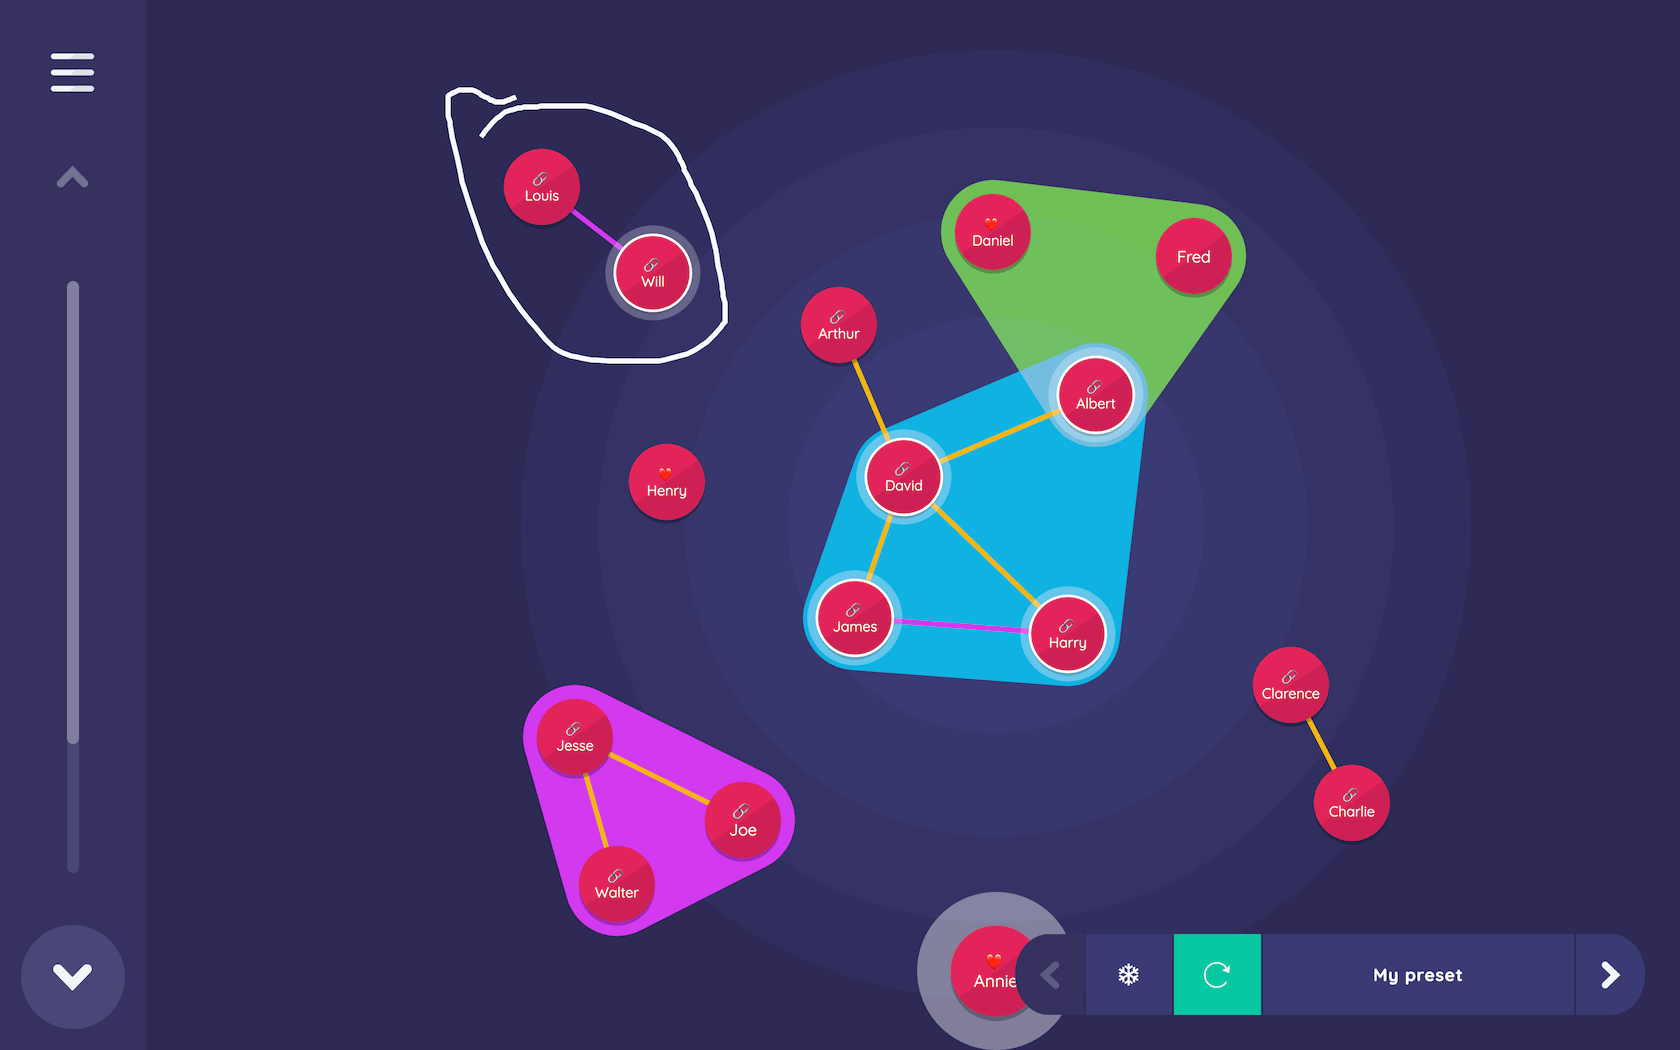 Louis
Daniel
Fred
Will
Arthur
Albert
David
Henry
James
Harry
Clarence
Jesse
Charlie
Joe
Walter
Annie
My preset